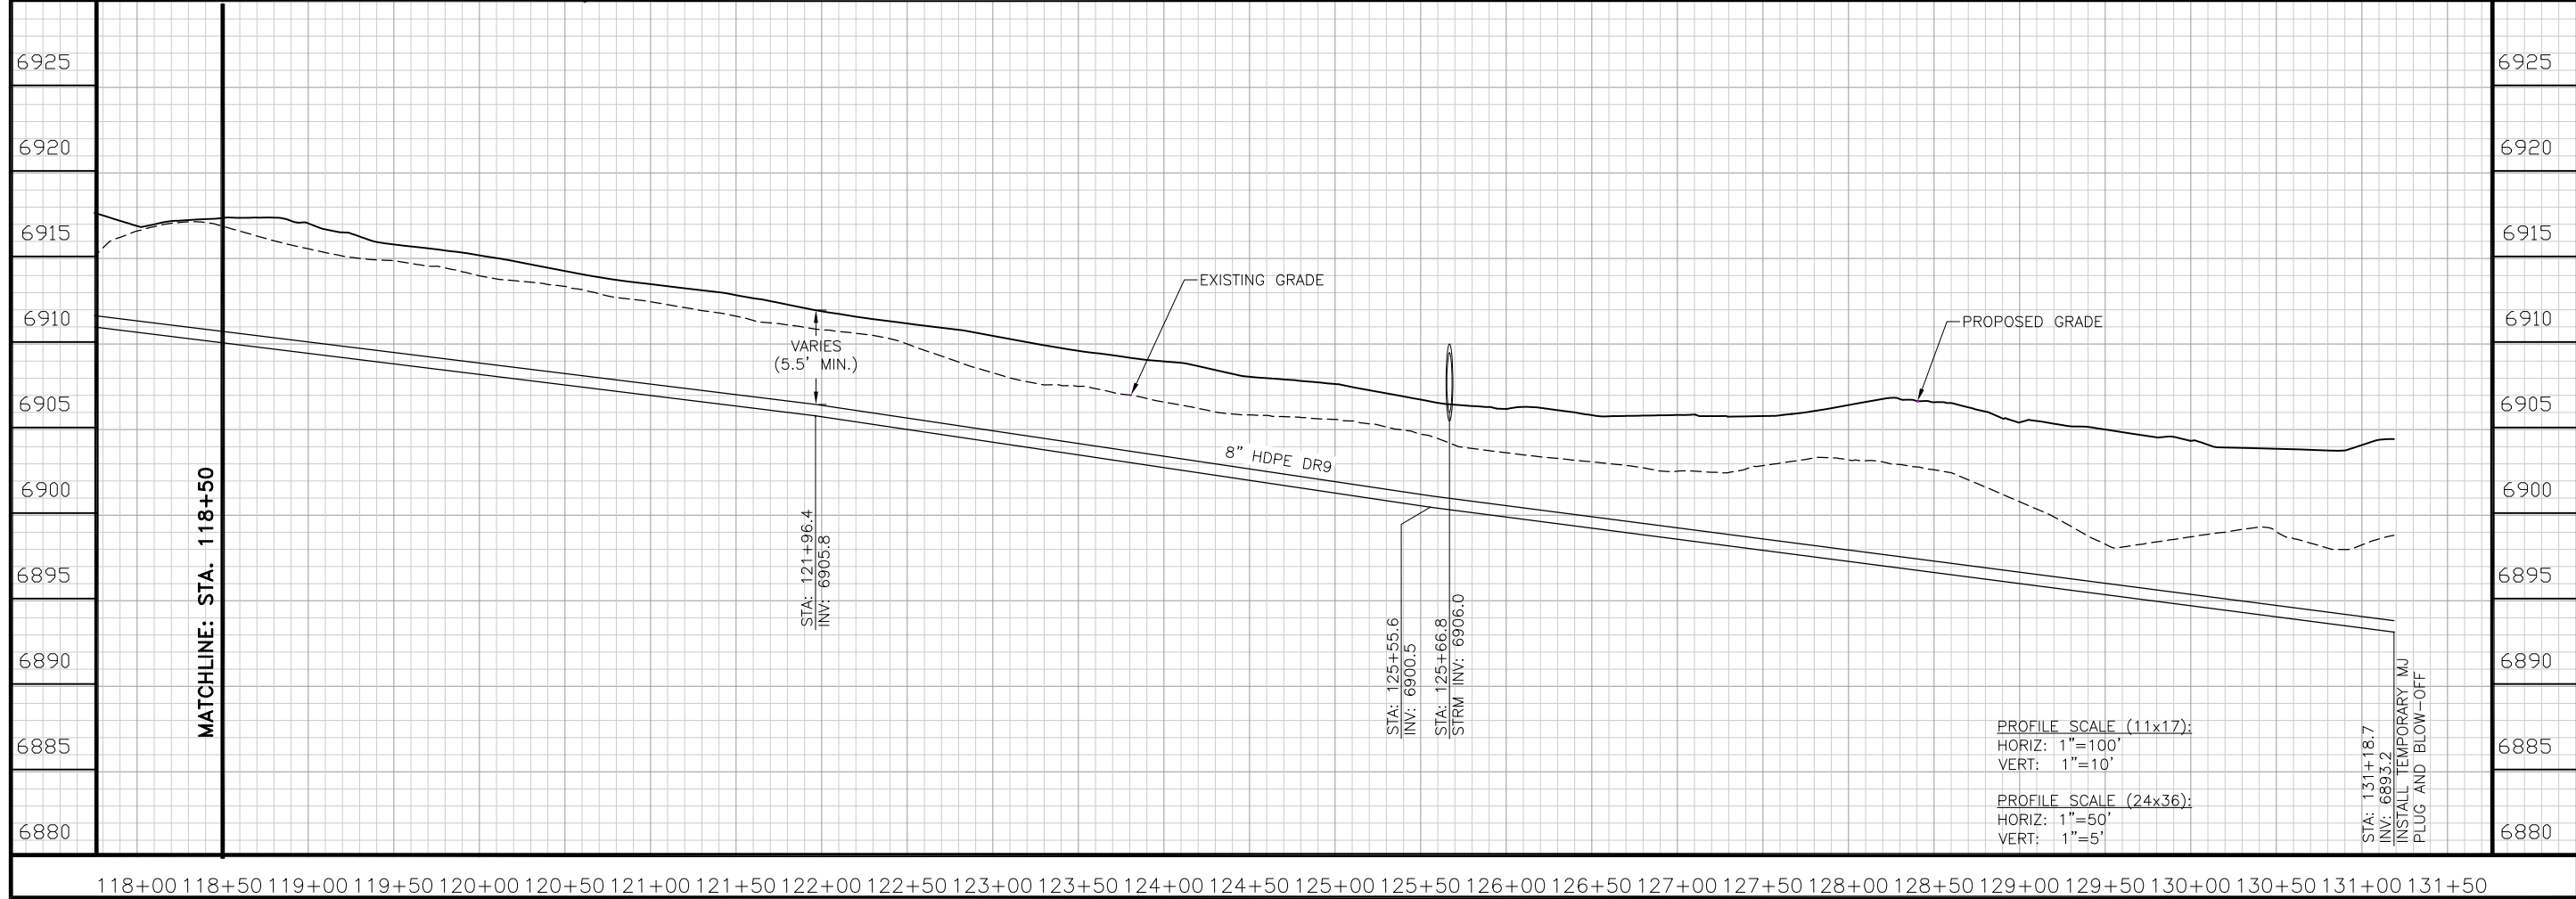 6925
6920
6915
6910
6905
6900
6895
6890
6885
6880
6925
6920
6915
6910
6905
6900
6895
6890
6885
6880
MATCHLINE: STA. 118+50
VARIES
(5.5' MIN.)
STA: 121+96.4
INV: 6905.8
EXISTING GRADE
8" HDPE DR9
STA: 125+55.6
INV: 6900.5
STA: 125+66.8
STRM INV: 6906.0
PROPOSED GRADE
PROFILE SCALE (11x17):
HORIZ: 1"=100'
VERT: 1"=10'
PROFILE SCALE (24x36):
HORIZ: 1"=50'
VERT: 1"=5'
STA: 131+18.7
INV: 6893.2
INSTALL TEMPORARY MJ
PLUG AND BLOW-OFF
118+00 118+50 119+00 119+50 120+00 120+50 121+00 121+50 122+00 122+50 123+00 123+50 124+00 124+50 125+00 125+50 126+00 126+50 127+00 127+50 128+00 128+50 129+00 129+50 130+00 130+50 131+00 131+50